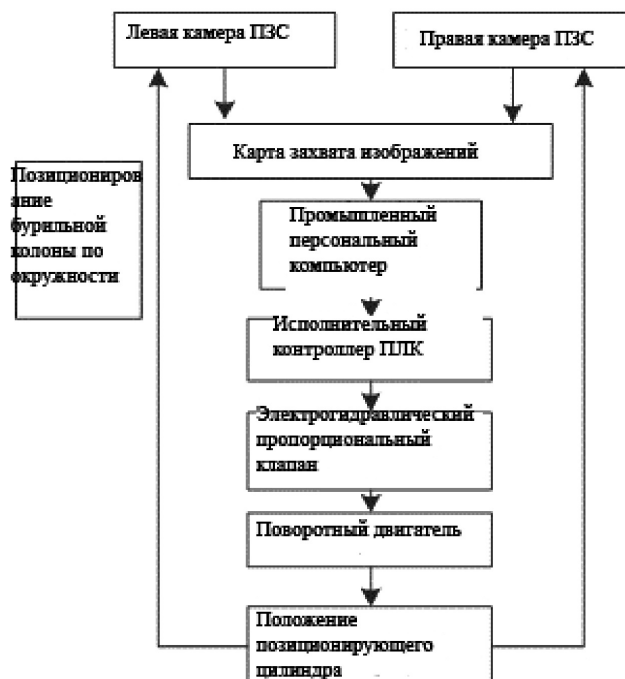 Левая камера ПЗС
Правая камера ПЗС
Карта захвата изображений
Позициониров
ание
бурильной
колоны по
окружности
Промышленный
персональный
компьютер
Исполнительный
контроллер ПЛК
Электрогидравлический
пропорциональный
клапан
Поворотный двигатель
Положение
позиционирующего
цилиндра